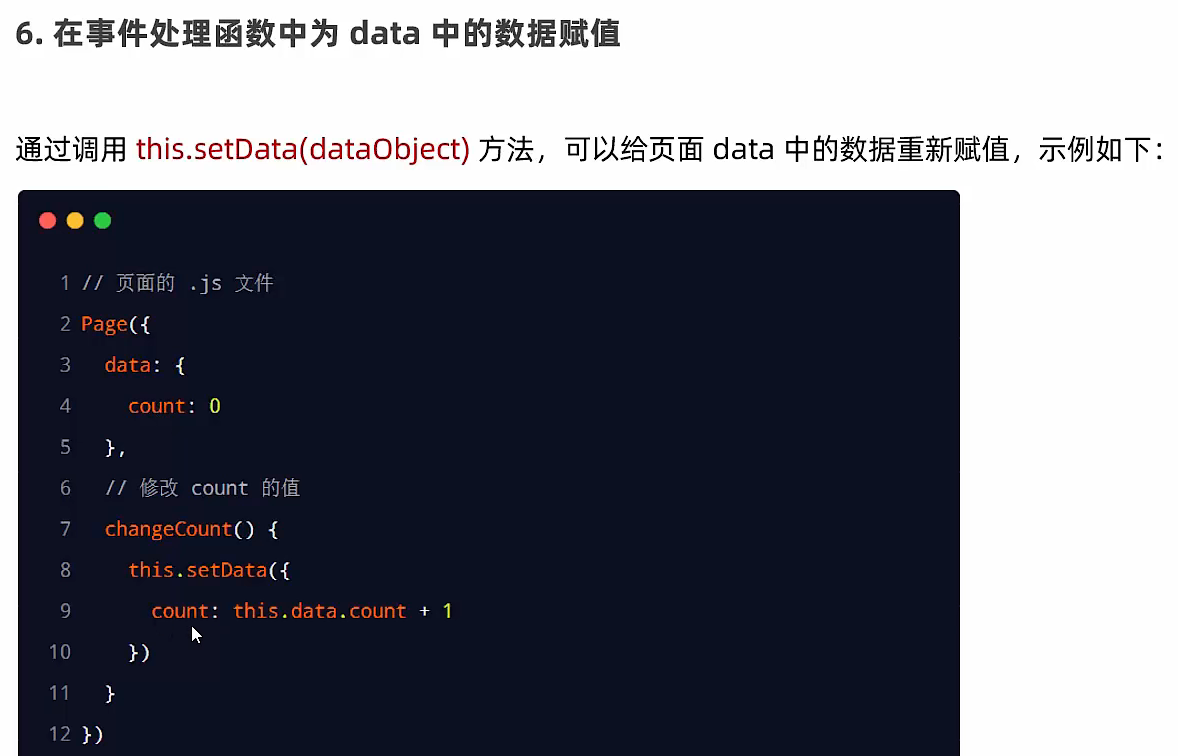 6. 在事件处理函数中为 data 中的数据赋值
通过调用 this.setData(dataObject) 方法，可以给页面 data 中的数据重新赋值，示例如下：
1 // 页面的 .js 文件
2 Page({
3   data: {
4     count: 0
5   },
6   // 修改 count 的值
7   changeCount() {
8     this.setData({
9       count: this.data.count + 1
10     })
11   }
12 })